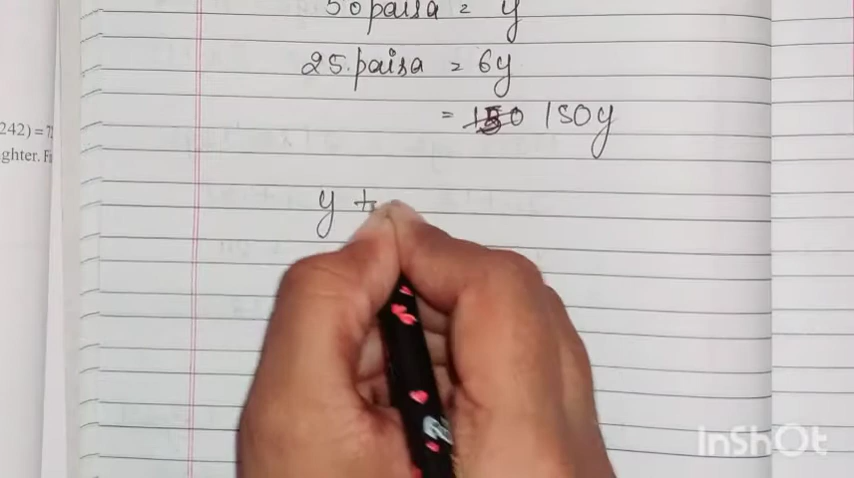 50 paisa = y
25.paisa = 6y
242) = 7
ghter. F
= 150 150y
y +
InShOt